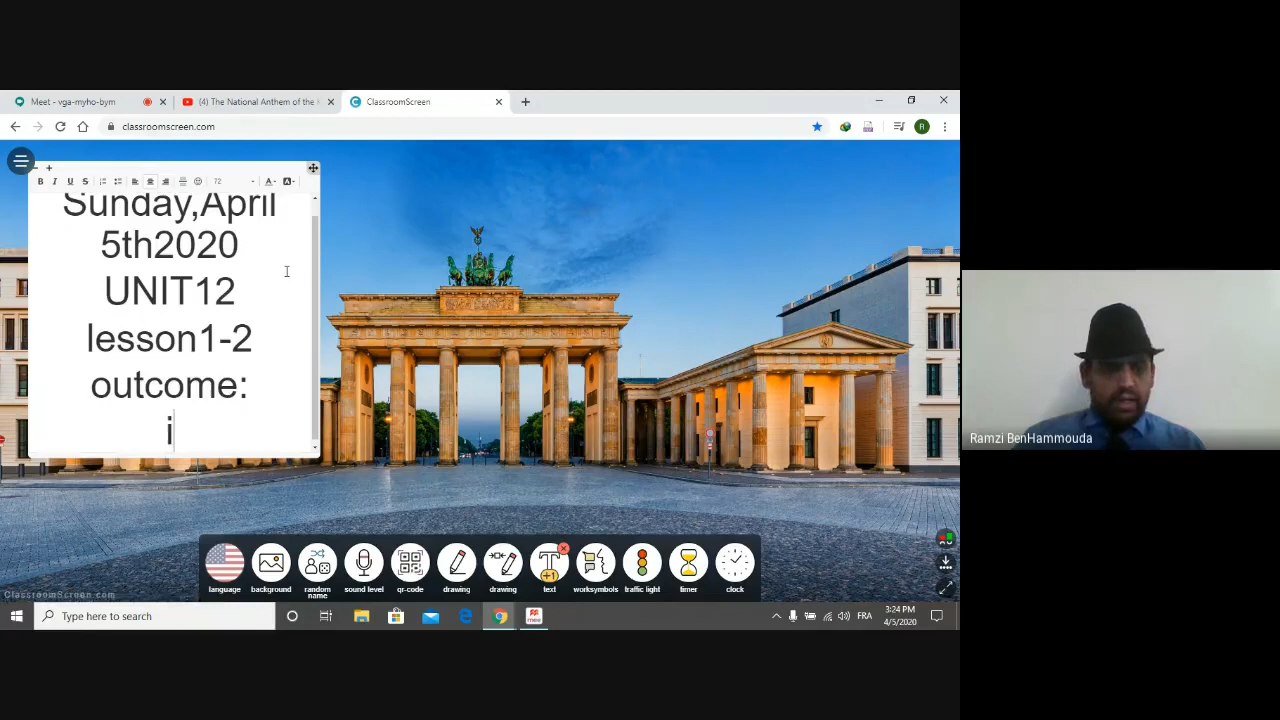 Meet - vga-myho-bym
(4) The National Anthem of the
ClassroomScreen
classroomscreen.com
R
72
Sunday,April
5th2020
UNIT12
lesson1-2
outcome:
i
Ramzi BenHammouda
+1
language
background
random name
sound level
qr-code
drawing
drawing
text
worksymbols
traffic light
timer
clock
ClassroomScreen.com
Type here to search
FRA
3:24 PM
4/5/2020